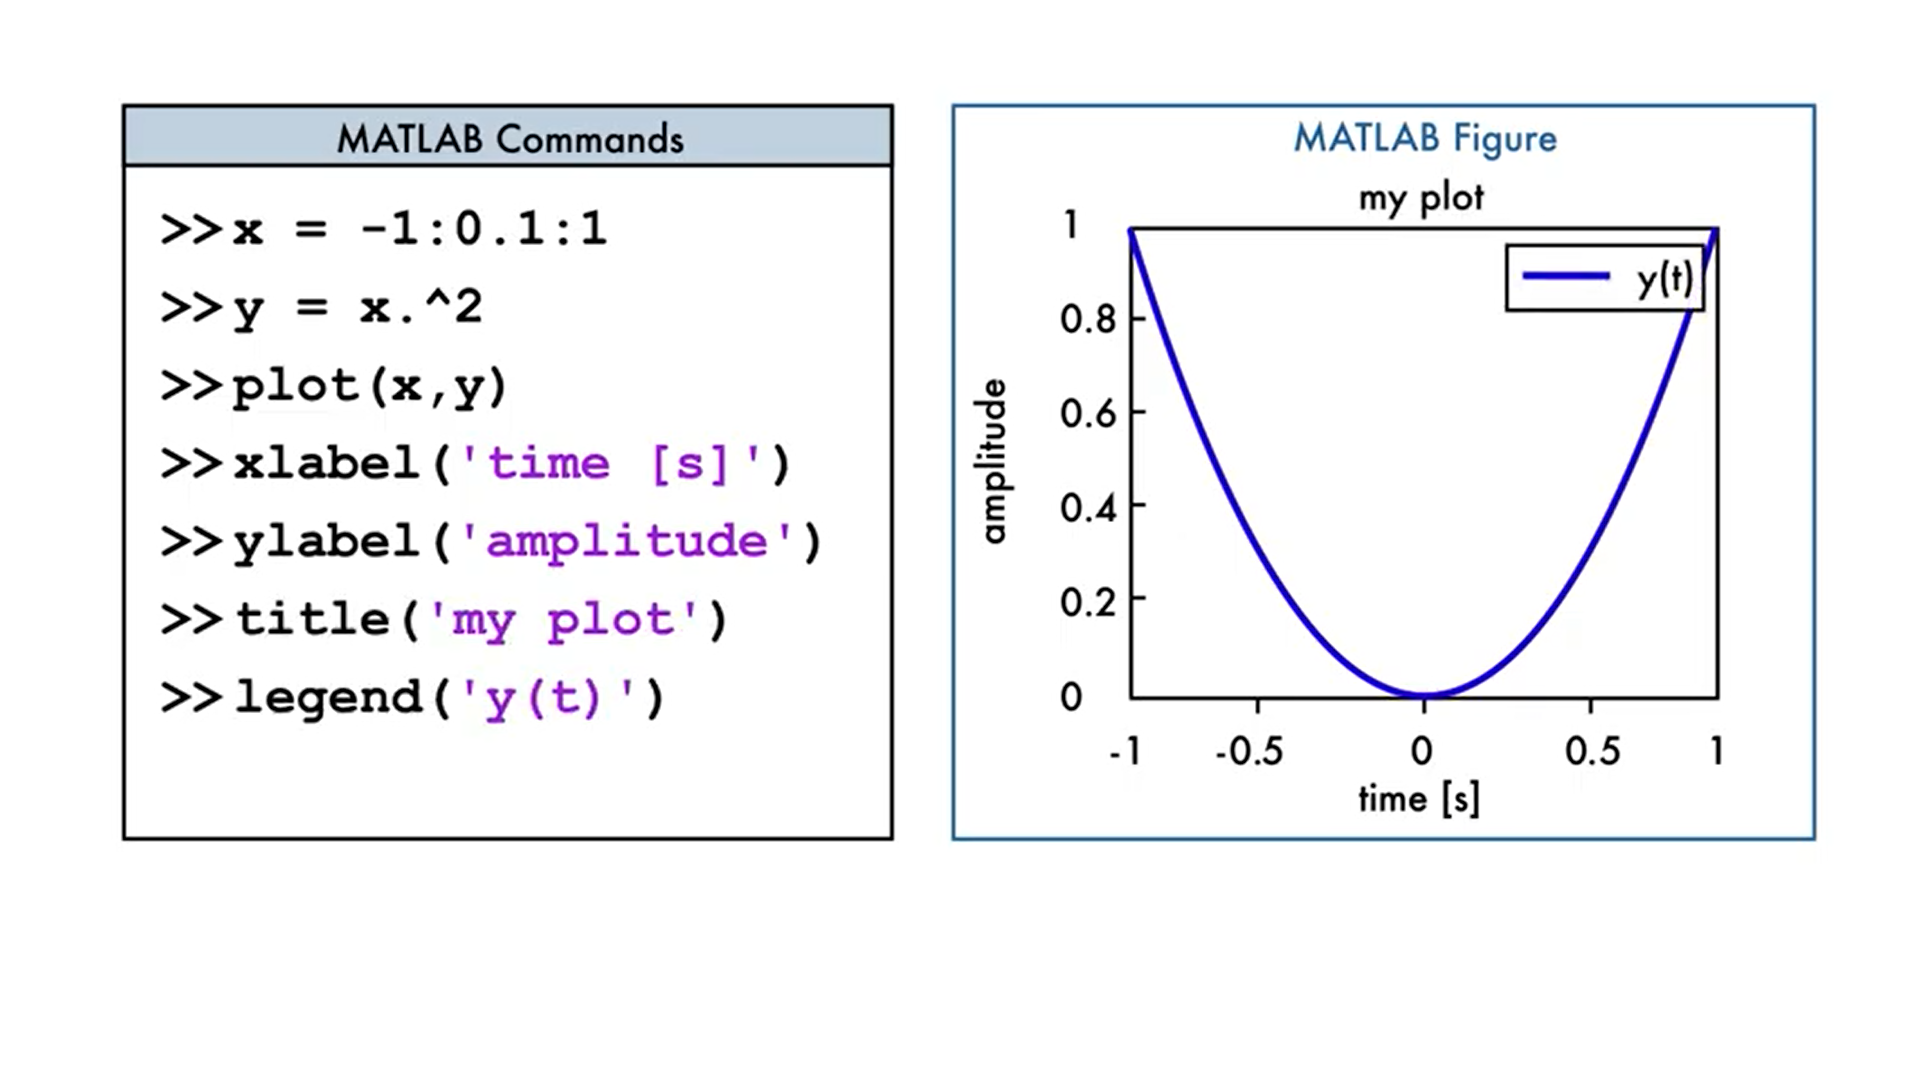 MATLAB Commands
>>x = -1:0.1:1
>>y = x.^2
>>plot(x,y)
>>xlabel('time [s]')
>>ylabel('amplitude')
>>title('my plot')
>>legend('y(t)')
MATLAB Figure
my plot
y(t)
amplitude
1
0.8
0.6
0.4
0.2
0
-1 -0.5 0 0.5 1
time [s]